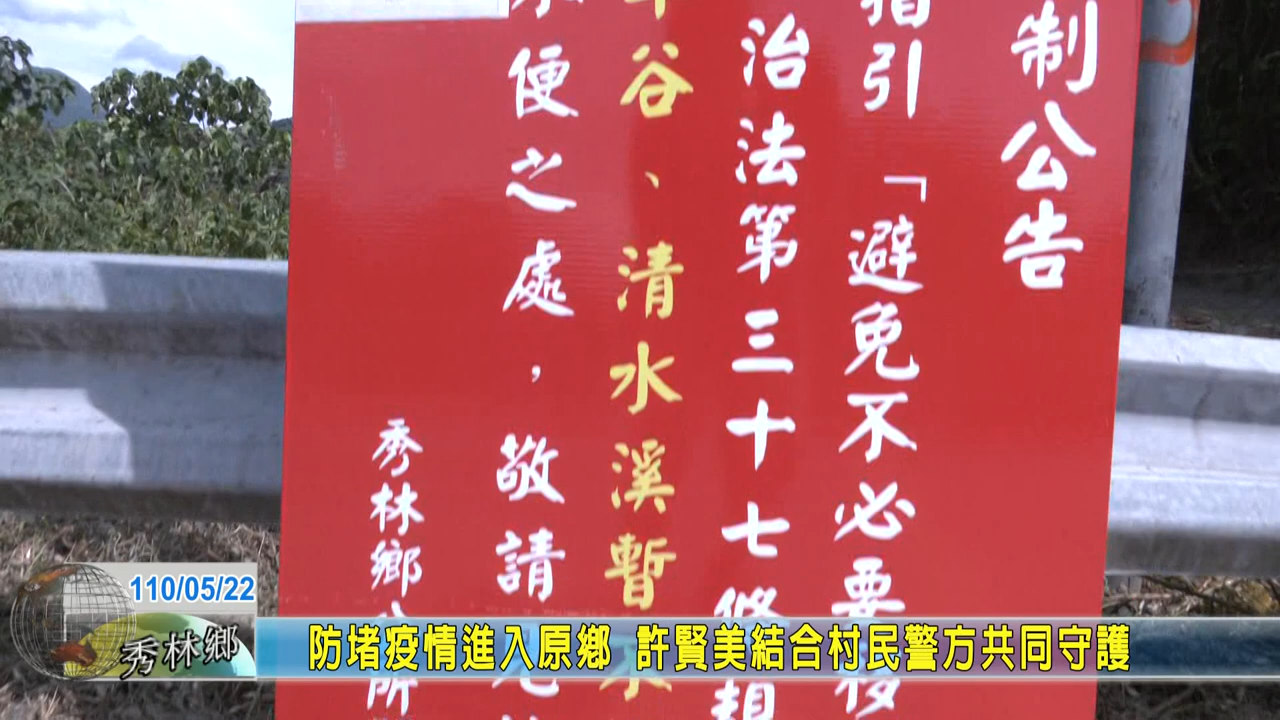 制公告
指引「避免不必要移
治法第三十七條規
谷、清水溪暫
便之處，敬請
秀林鄉公所
110/05/22
秀林鄉
防堵疫情進入原鄉 許賢美結合村民警方共同守護